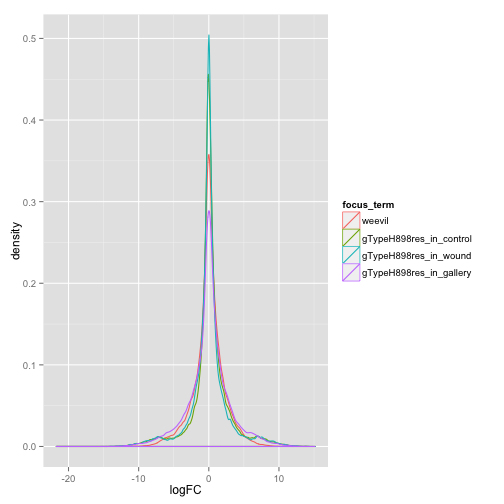 0.5
0.4
0.3
0.2
0.1
0.0
density
-20
-10
0
10
logFC
focus_term
weevil
gTypeH898res_in_control
gTypeH898res_in_wound
gTypeH898res_in_gallery